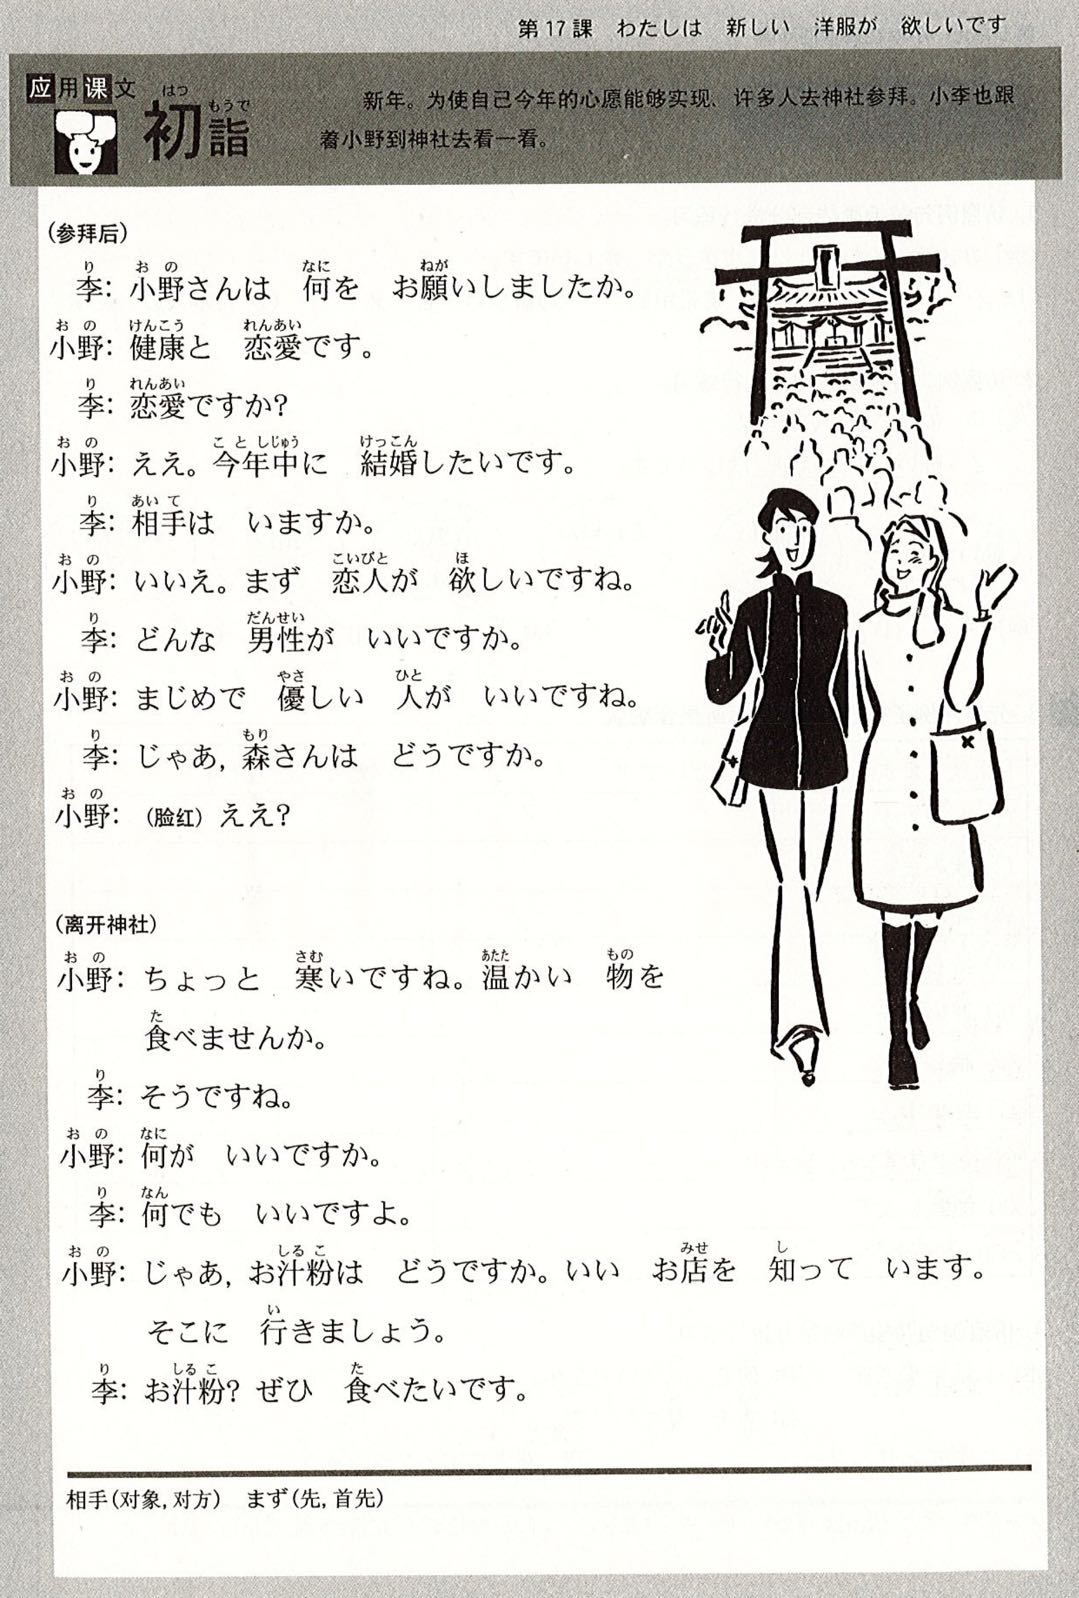 第17課　わたしは　新しい　洋服が　欲しいです
应用课文
初詣
はつ もうで
新年。为使自己今年的心愿能够实现、许多人去神社参拜。小李也跟
着小野到神社去看一看。
(参拜后)
り　お の　なに　ねが
李: 小野さんは　何を　お願いしましたか。
お の　けんこう　れんあい
小野: 健康と　恋愛です。
り　れんあい
李: 恋愛ですか?
お の　こ と しじゅう　けっこん
小野: ええ。今年中に　結婚したいです。
り　あい て
李: 相手は　いますか。
お の　こいびと　ほ
小野: いいえ。まず　恋人が　欲しいですね。
り　だんせい
李: どんな　男性が　いいですか。
お の　やさ　ひと
小野: まじめで　優しい　人が　いいですね。
り　もり
李: じゃあ, 森さんは　どうですか。
お の
小野: (脸红) ええ?
(离开神社)
お の　さむ　あたた　もの
小野: ちょっと　寒いですね。温かい　物を
た
食べませんか。
り
李: そうですね。
お の　なに
小野: 何が　いいですか。
り　なん
李: 何でも　いいですよ。
お の　しる こ　みせ　し
小野: じゃあ, お汁粉は　どうですか。いい　お店を　知って　います。
い
そこに　行きましょう。
り　しる こ　た
李: お汁粉? ぜひ　食べたいです。
相手(对象, 对方)　まず(先, 首先)